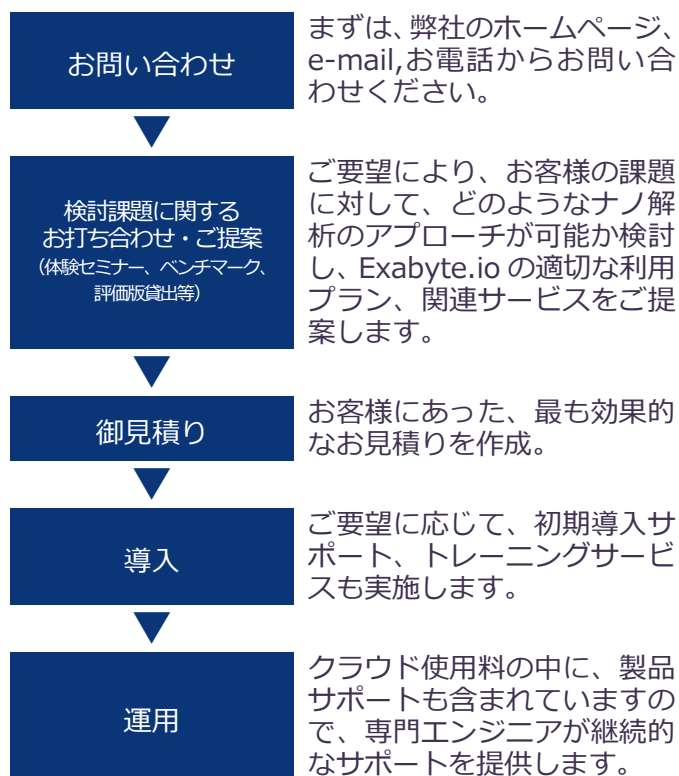 お問い合わせ
まずは、弊社のホームページ、
e-mail,お電話からお問い合
わせください。
検討課題に関する
お打ち合わせ・ご提案
（体験セミナー、ベンチマーク、
評価版貸出等）
ご要望により、お客様の課題
に対して、どのようなナノ解
析のアプローチが可能か検討
し、Exabyte.io の適切な利用
プラン、関連サービスをご提
案します。
御見積り
お客様にあった、最も効果的
なお見積りを作成。
導入
ご要望に応じて、初期導入サ
ポート、トレーニングサービ
スも実施します。
運用
クラウド使用料の中に、製品
サポートも含まれていますの
で、専門エンジニアが継続的
なサポートを提供します。